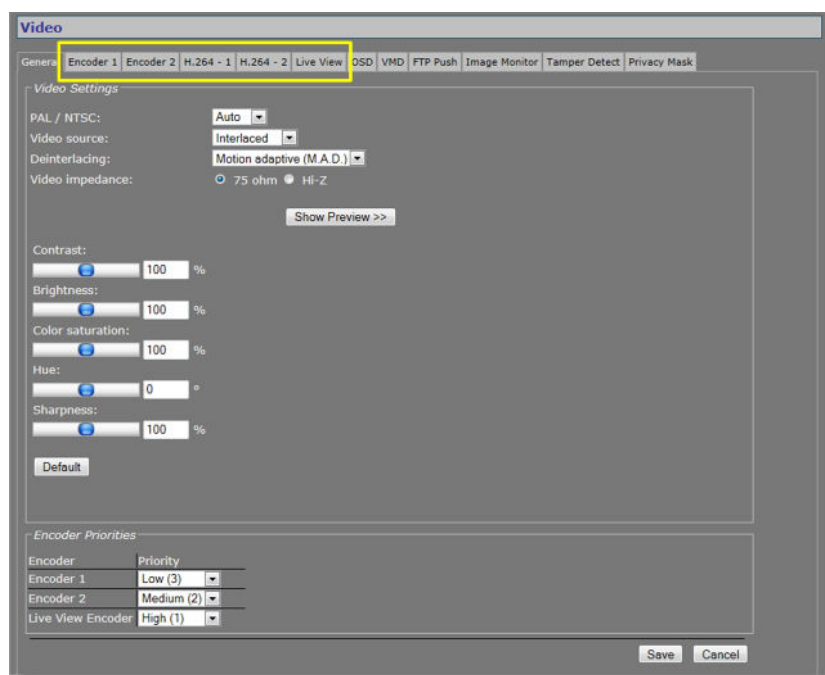 Video
General Encoder 1 Encoder 2 H.264 - 1 H.264 - 2 Live View OSD VMD FTP Push Image Monitor Tamper Detect Privacy Mask
Video Settings
PAL / NTSC: Auto
Video source: Interlaced
Deinterlacing: Motion adaptive (M.A.D.)
Video impedance: 75 ohm Hi-Z
Show Preview >>
Contrast:
100 %
Brightness:
100 %
Color saturation:
100 %
Hue:
0 °
Sharpness:
100 %
Default
Encoder Priorities
Encoder Priority
Encoder 1 Low (3)
Encoder 2 Medium (2)
Live View Encoder High (1)
Save Cancel